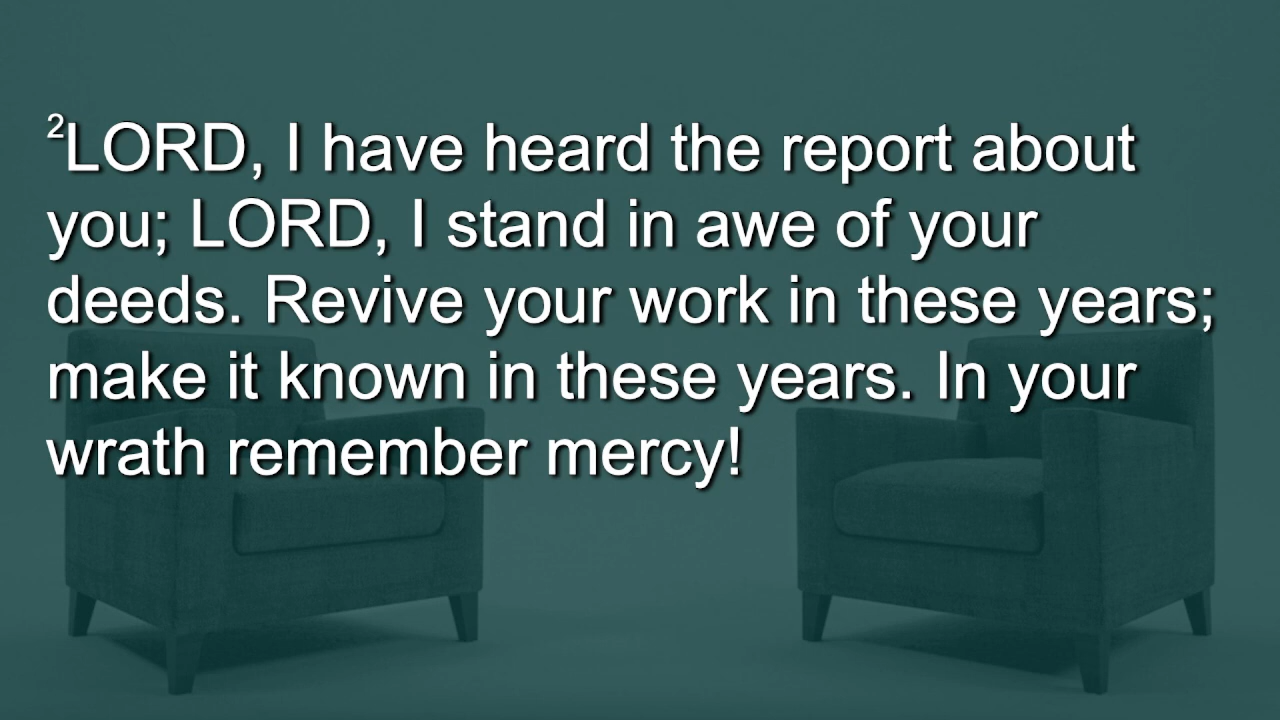 ²LORD, I have heard the report about
you; LORD, I stand in awe of your
deeds. Revive your work in these years;
make it known in these years. In your
wrath remember mercy!